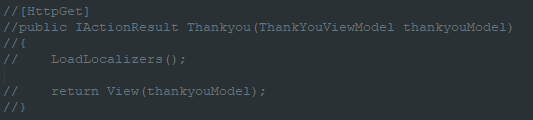 //[HttpGet]
//public IActionResult Thankyou(ThankYouViewModel thankyouModel)
//{
//    LoadLocalizers();
//    return View(thankyouModel);
//}